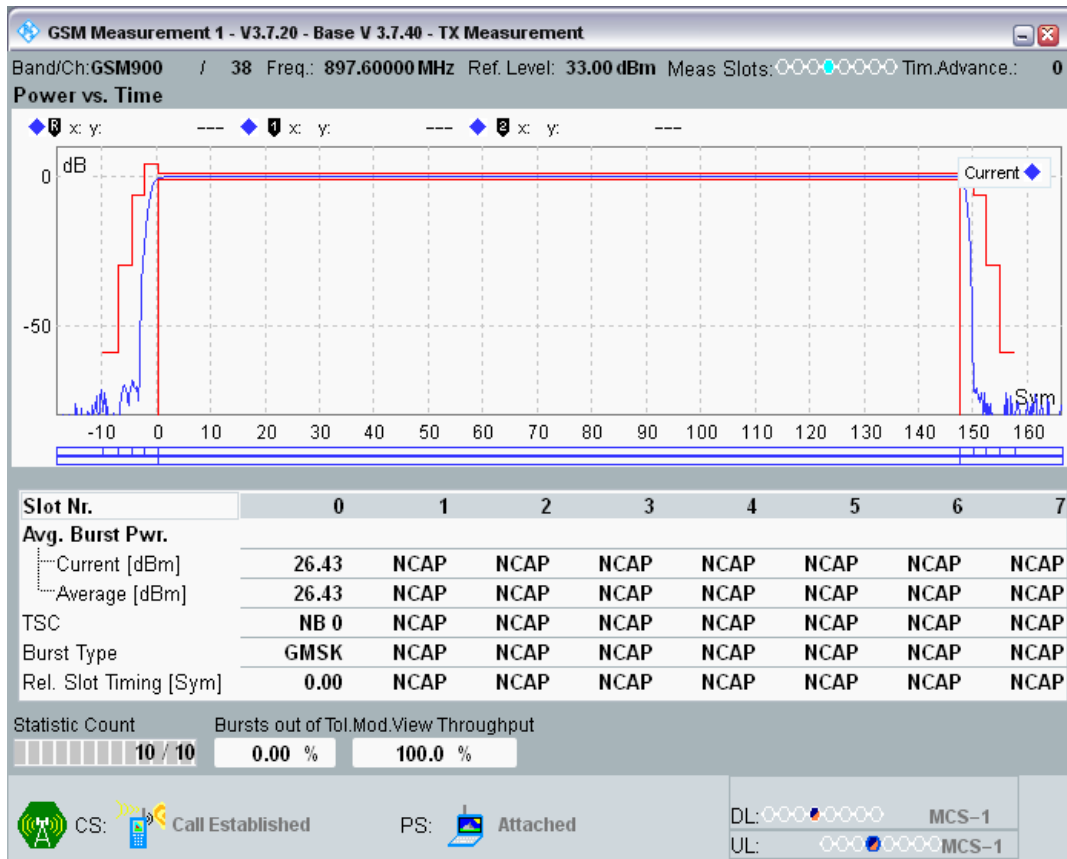 GSM Measurement 1 - V3.7.20 - Base V 3.7.40 - TX Measurement
Band/Ch:GSM900 / 38 Freq.: 897.60000 MHz Ref. Level: 33.00 dBm Meas Slots: Tim.Advance.: 0
Power vs. Time
R x: y: --- 1 x: y: --- 2 x: y: ---
dB
Current
0
-50
Sym
-10 0 10 20 30 40 50 60 70 80 90 100 110 120 130 140 150 160
Slot Nr. 0 1 2 3 4 5 6 7
Avg. Burst Pwr.
Current [dBm] 26.43 NCAP NCAP NCAP NCAP NCAP NCAP NCAP
Average [dBm] 26.43 NCAP NCAP NCAP NCAP NCAP NCAP NCAP
TSC NB 0 NCAP NCAP NCAP NCAP NCAP NCAP NCAP
Burst Type GMSK NCAP NCAP NCAP NCAP NCAP NCAP NCAP
Rel. Slot Timing [Sym] 0.00 NCAP NCAP NCAP NCAP NCAP NCAP NCAP
Statistic Count Bursts out of Tol.Mod.View Throughput
10 / 10 0.00 % 100.0 %
CS: Call Established PS: Attached
DL: MCS-1
UL: MCS-1